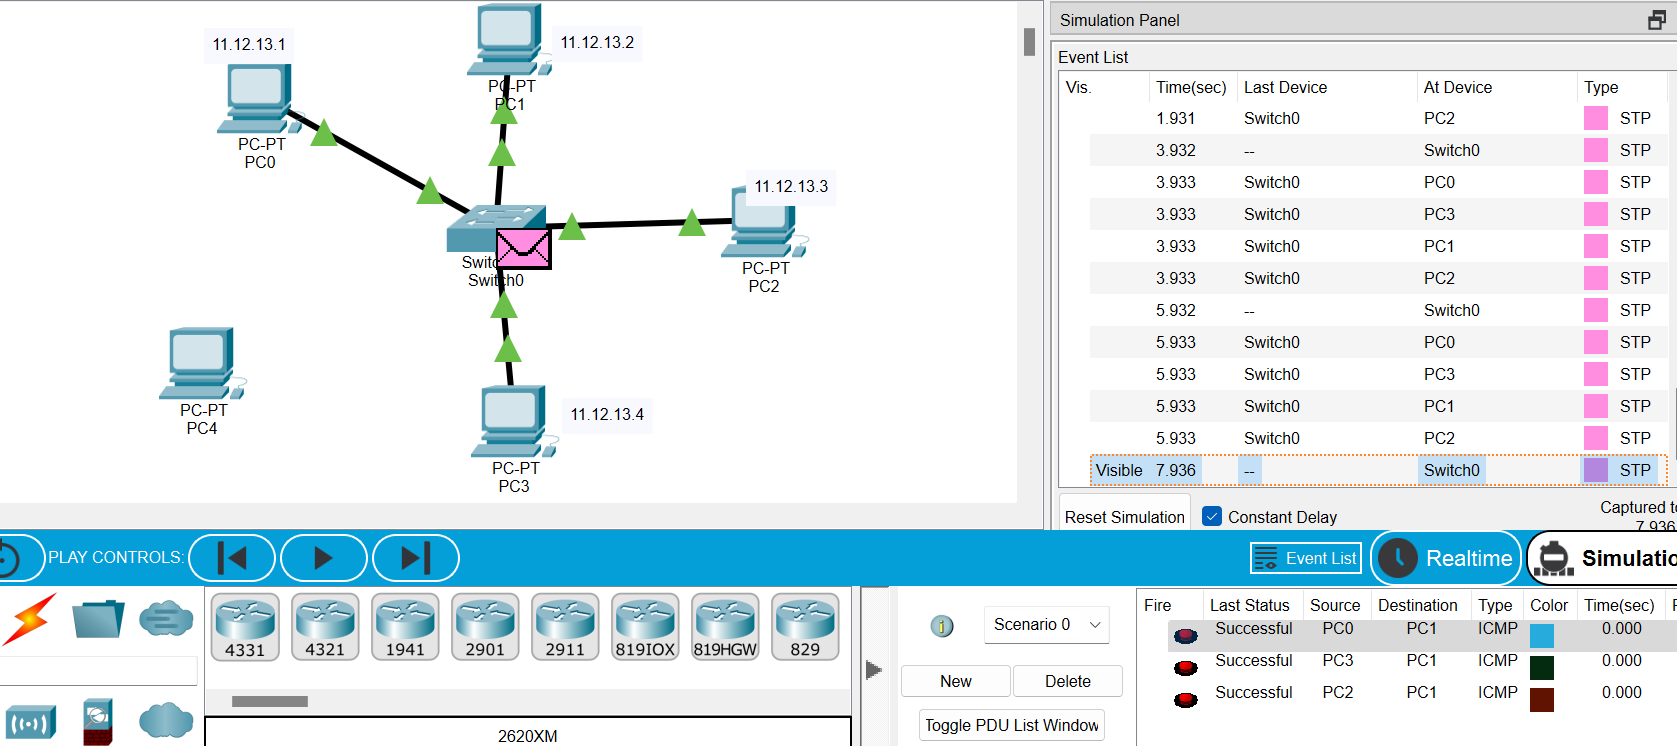 11.12.13.1
11.12.13.2
PC-PT
PC1
PC-PT
PC0
11.12.13.3
Switch0
PC-PT
PC2
PC-PT
PC4
11.12.13.4
PC-PT
PC3
Simulation Panel
Event List
Vis. Time(sec) Last Device At Device Type
1.931 Switch0 PC2 STP
3.932 -- Switch0 STP
3.933 Switch0 PC0 STP
3.933 Switch0 PC3 STP
3.933 Switch0 PC1 STP
3.933 Switch0 PC2 STP
5.932 -- Switch0 STP
5.933 Switch0 PC0 STP
5.933 Switch0 PC3 STP
5.933 Switch0 PC1 STP
5.933 Switch0 PC2 STP
Visible 7.936 -- Switch0 STP
Reset Simulation Constant Delay
Captured
7.936
PLAY CONTROLS:
Event List Realtime
4331 4321 1941 2901 2911 819IOX 819HGW 829
2620XM
Scenario 0
New Delete
Toggle PDU List Window
Fire Last Status Source Destination Type Color Time(sec)
Successful PC0 PC1 ICMP 0.000
Successful PC3 PC1 ICMP 0.000
Successful PC2 PC1 ICMP 0.000